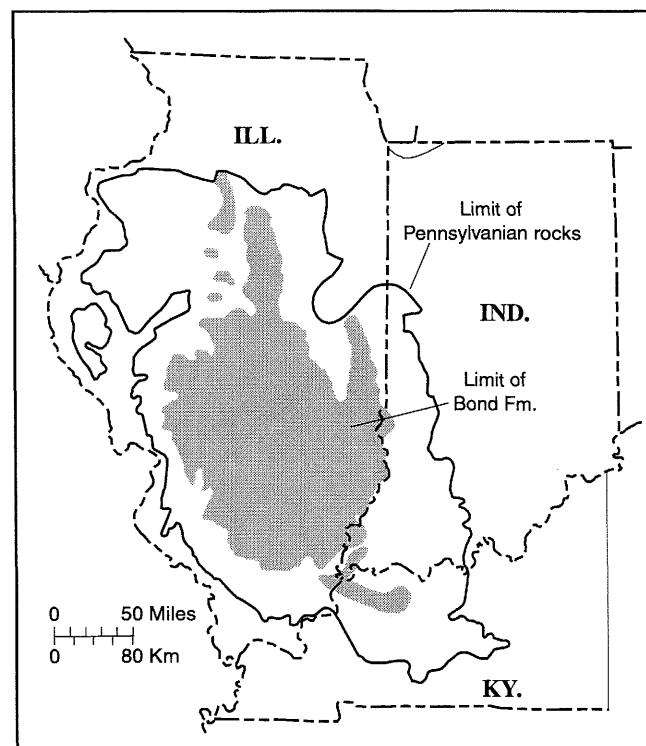 ILL.
Limit of
Pennsylvanian rocks
IND.
Limit of
Bond Fm.
0 50 Miles
0 80 Km
KY.